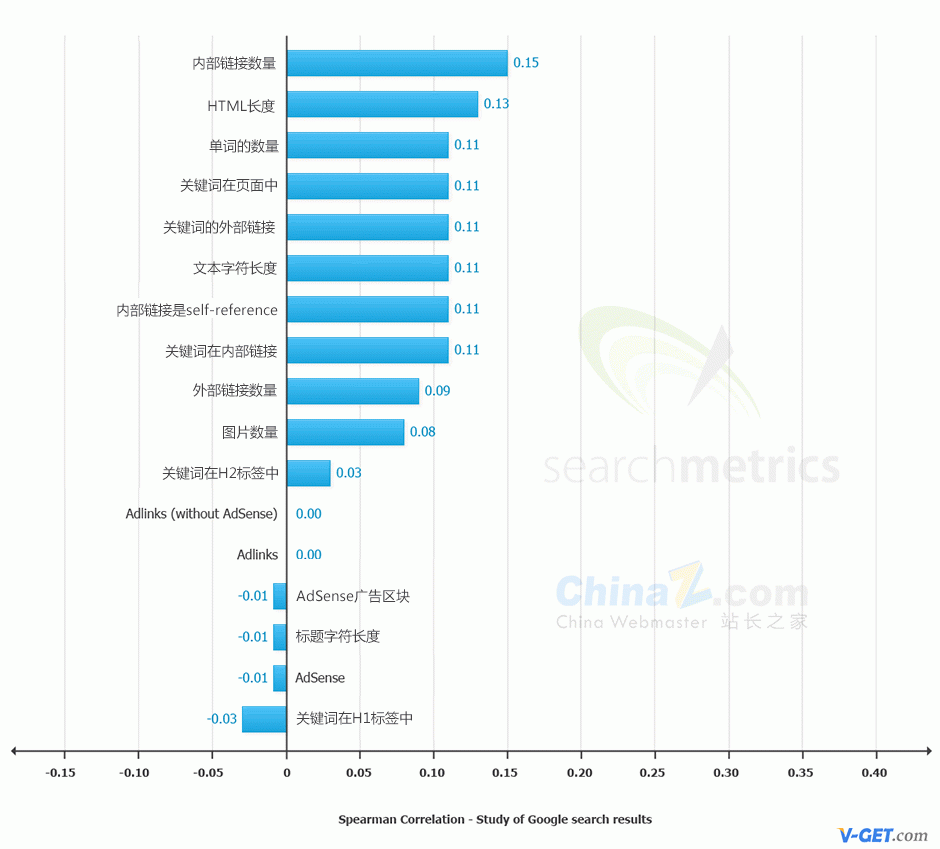 内部链接数量 0.15
HTML长度 0.13
单词的数量 0.11
关键词在页面中 0.11
关键词的外部链接 0.11
文本字符长度 0.11
内部链接是self-reference 0.11
关键词在内部链接 0.11
外部链接数量 0.09
图片数量 0.08
searchmetrics
关键词在H2标签中 0.03
Adlinks (without AdSense) 0.00
Adlinks 0.00
-0.01 AdSense广告区块
ChinaZ.com
China Webmaster 站长之家
-0.01 标题字符长度
-0.01 AdSense
-0.03 关键词在H1标签中
-0.15 -0.10 -0.05 0 0.05 0.10 0.15 0.20 0.25 0.30 0.35 0.40
Spearman Correlation - Study of Google search results
V-GET.com